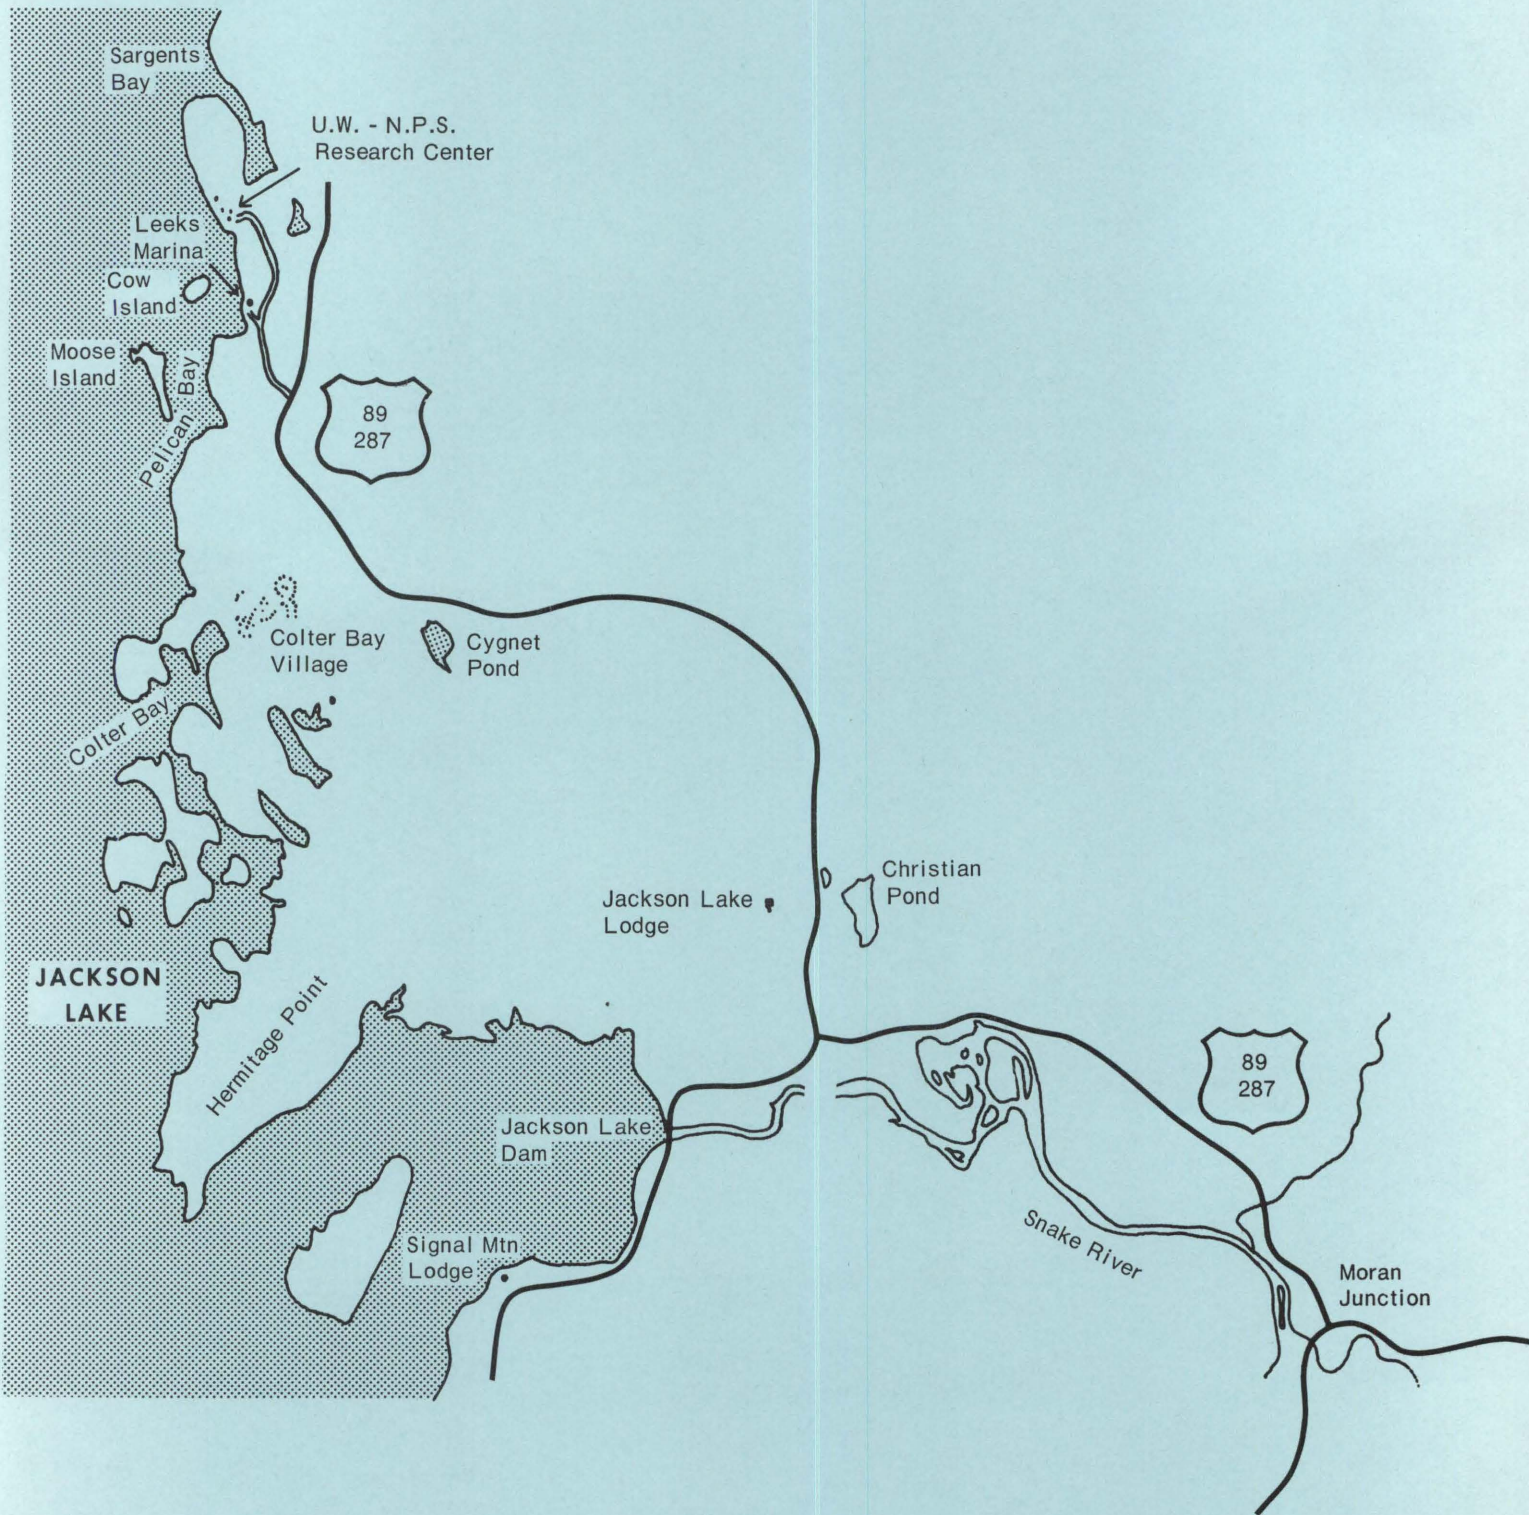 Sargents
Bay
U.W. - N.P.S.
Research Center
Leeks
Marina
Cow
Island
Moose
Island
Pelican Bay
89
287
Colter Bay
Village
Cygnet
Pond
Colter Bay
Christian
Pond
Jackson Lake
Lodge
JACKSON
LAKE
Hermitage Point
89
287
Jackson Lake
Dam
Snake River
Signal Mtn
Lodge
Moran
Junction